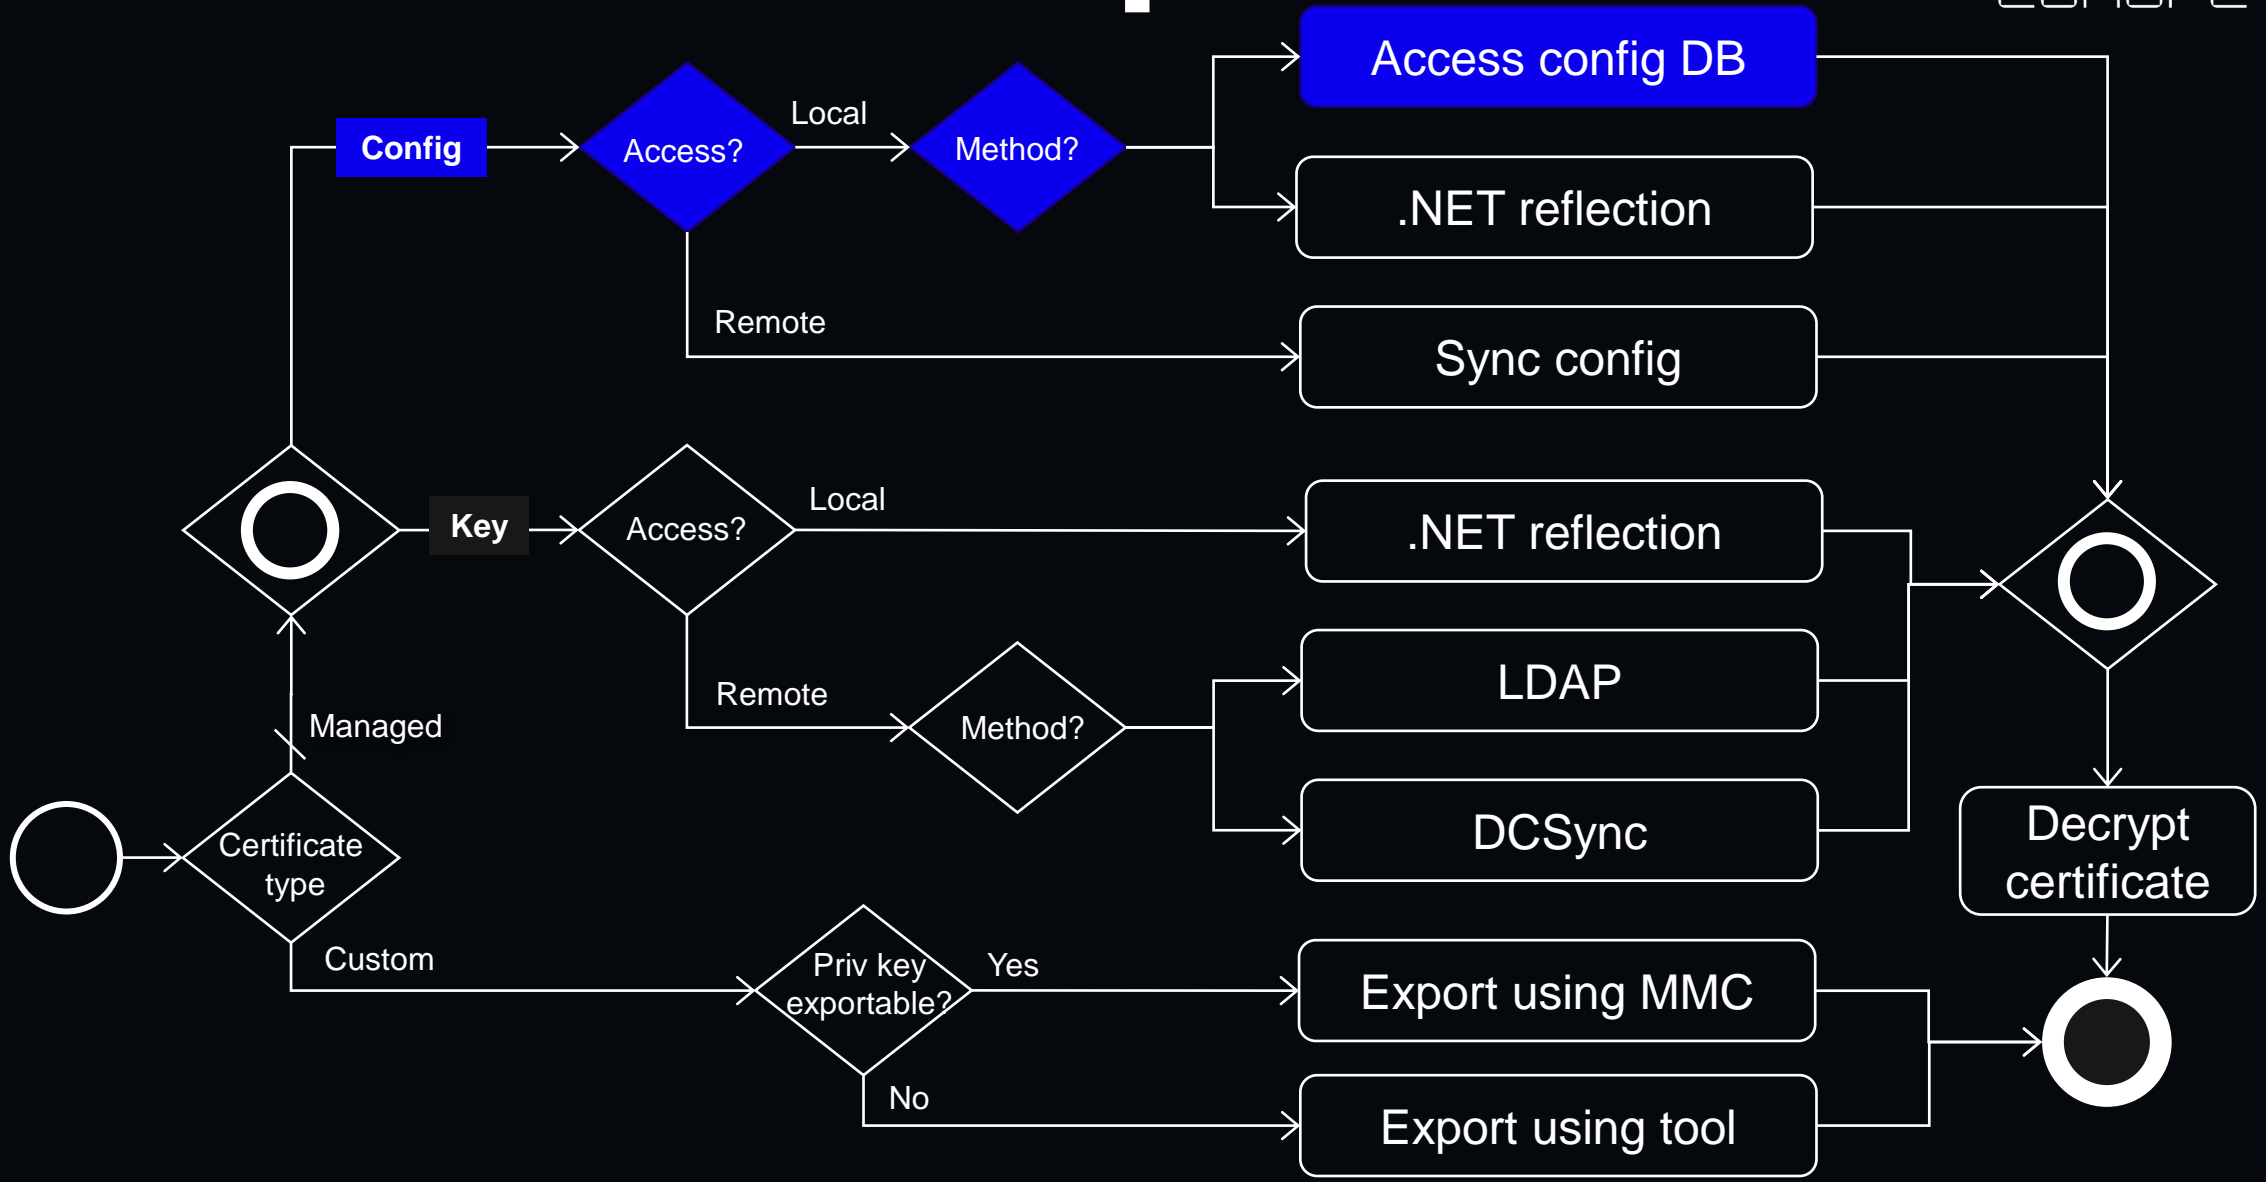 Access config DB
Local
Config
Access?
Method?
.NET reflection
Remote
Sync config
Local
Key
Access?
.NET reflection
Remote
LDAP
Managed
Method?
DCSync
Decrypt
certificate
Certificate
type
Custom
Priv key
exportable?
Yes
Export using MMC
No
Export using tool